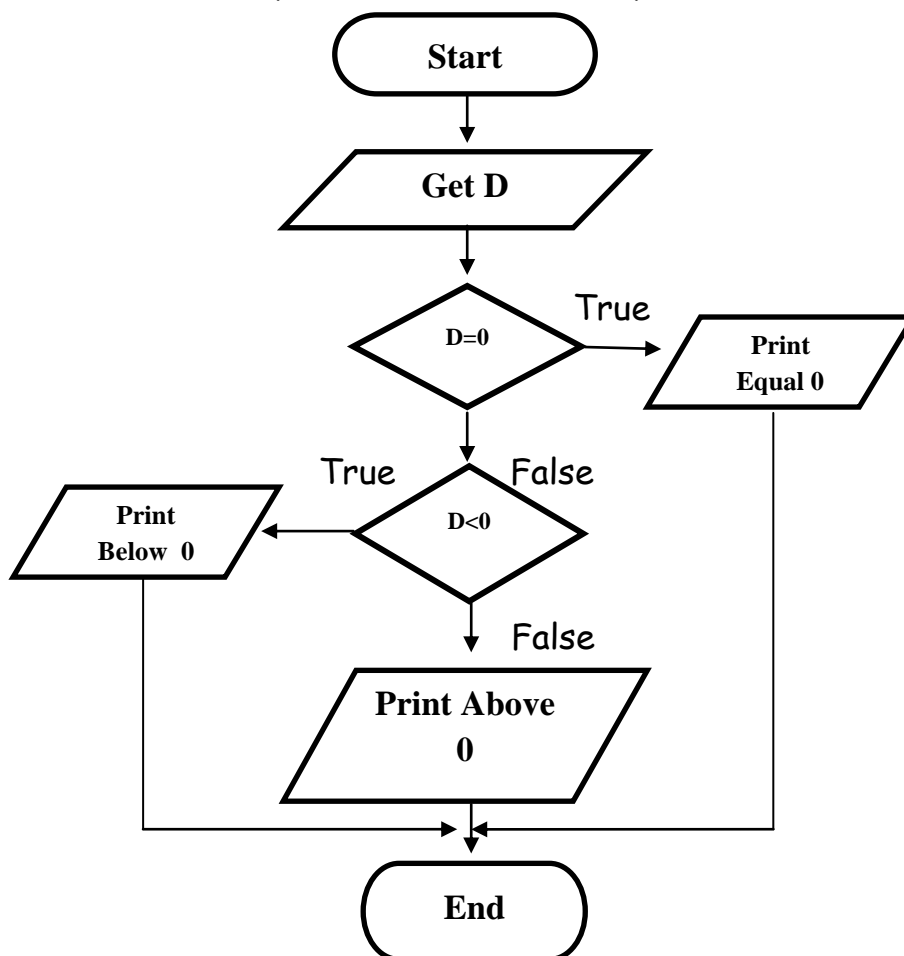 Start
Get D
D=0
True
Print
Equal 0
True
False
D<0
Print
Below 0
False
Print Above
0
End